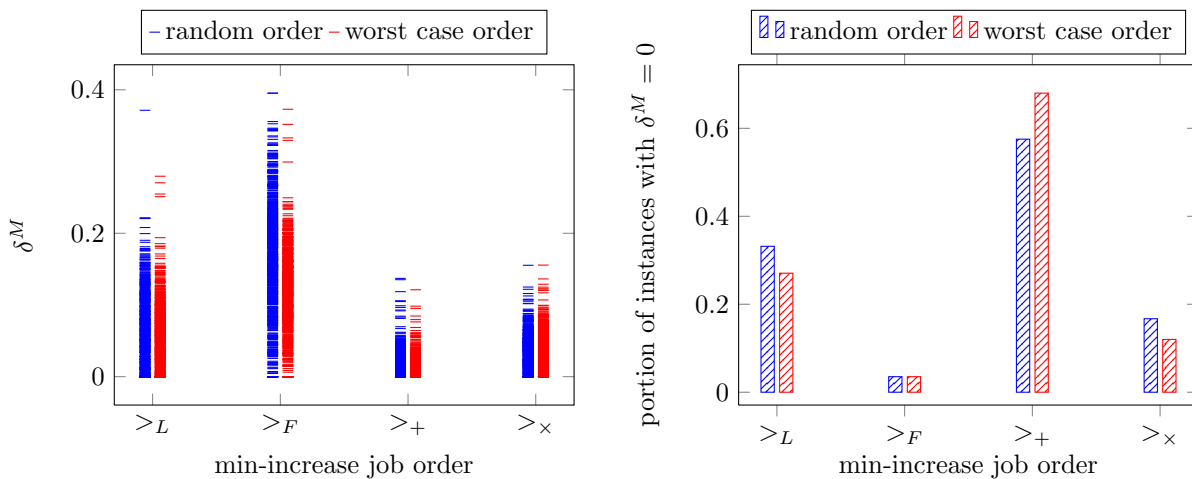 random order worst case order
0.4
0.2
0
δ^M
>_L >_F >_+ >_×
min-increase job order
random order worst case order
portion of instances with δ^M = 0
0.6
0.4
0.2
0
>_L >_F >_+ >_×
min-increase job order